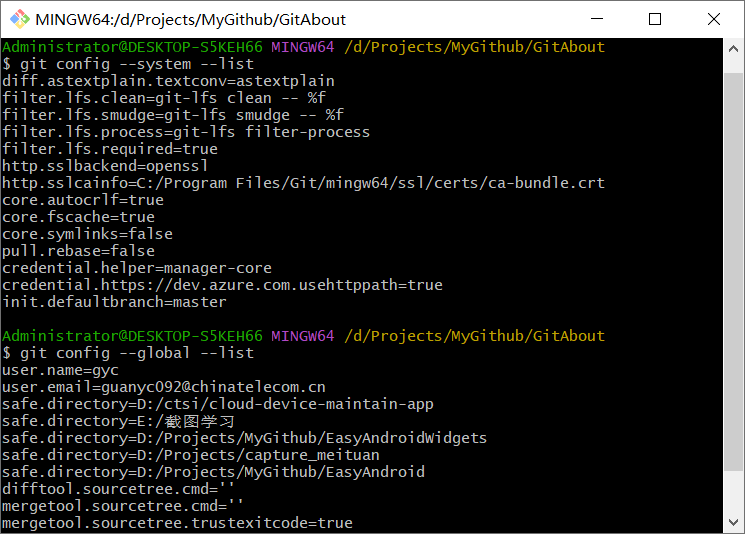 MINGW64:/d/Projects/MyGithub/GitAbout
Administrator@DESKTOP-S5KEH66 MINGW64 /d/Projects/MyGithub/GitAbout
$ git config --system --list
diff.astextplain.textconv=astextplain
filter.lfs.clean=git-lfs clean -- %f
filter.lfs.smudge=git-lfs smudge -- %f
filter.lfs.process=git-lfs filter-process
filter.lfs.required=true
http.sslbackend=openssl
http.sslcainfo=C:/Program Files/Git/mingw64/ssl/certs/ca-bundle.crt
core.autocrlf=true
core.fscache=true
core.symlinks=false
pull.rebase=false
credential.helper=manager-core
credential.https://dev.azure.com.usehttppath=true
init.defaultbranch=master
Administrator@DESKTOP-S5KEH66 MINGW64 /d/Projects/MyGithub/GitAbout
$ git config --global --list
user.name=gyc
user.email=guanyc092@chinatelecom.cn
safe.directory=D:/ctsi/cloud-device-maintain-app
safe.directory=E:/截图学习
safe.directory=D:/Projects/MyGithub/EasyAndroidWidgets
safe.directory=D:/Projects/capture_meituan
safe.directory=D:/Projects/MyGithub/EasyAndroid
difftool.sourcetree.cmd=''
mergetool.sourcetree.cmd=''
mergetool.sourcetree.trustexitcode=true